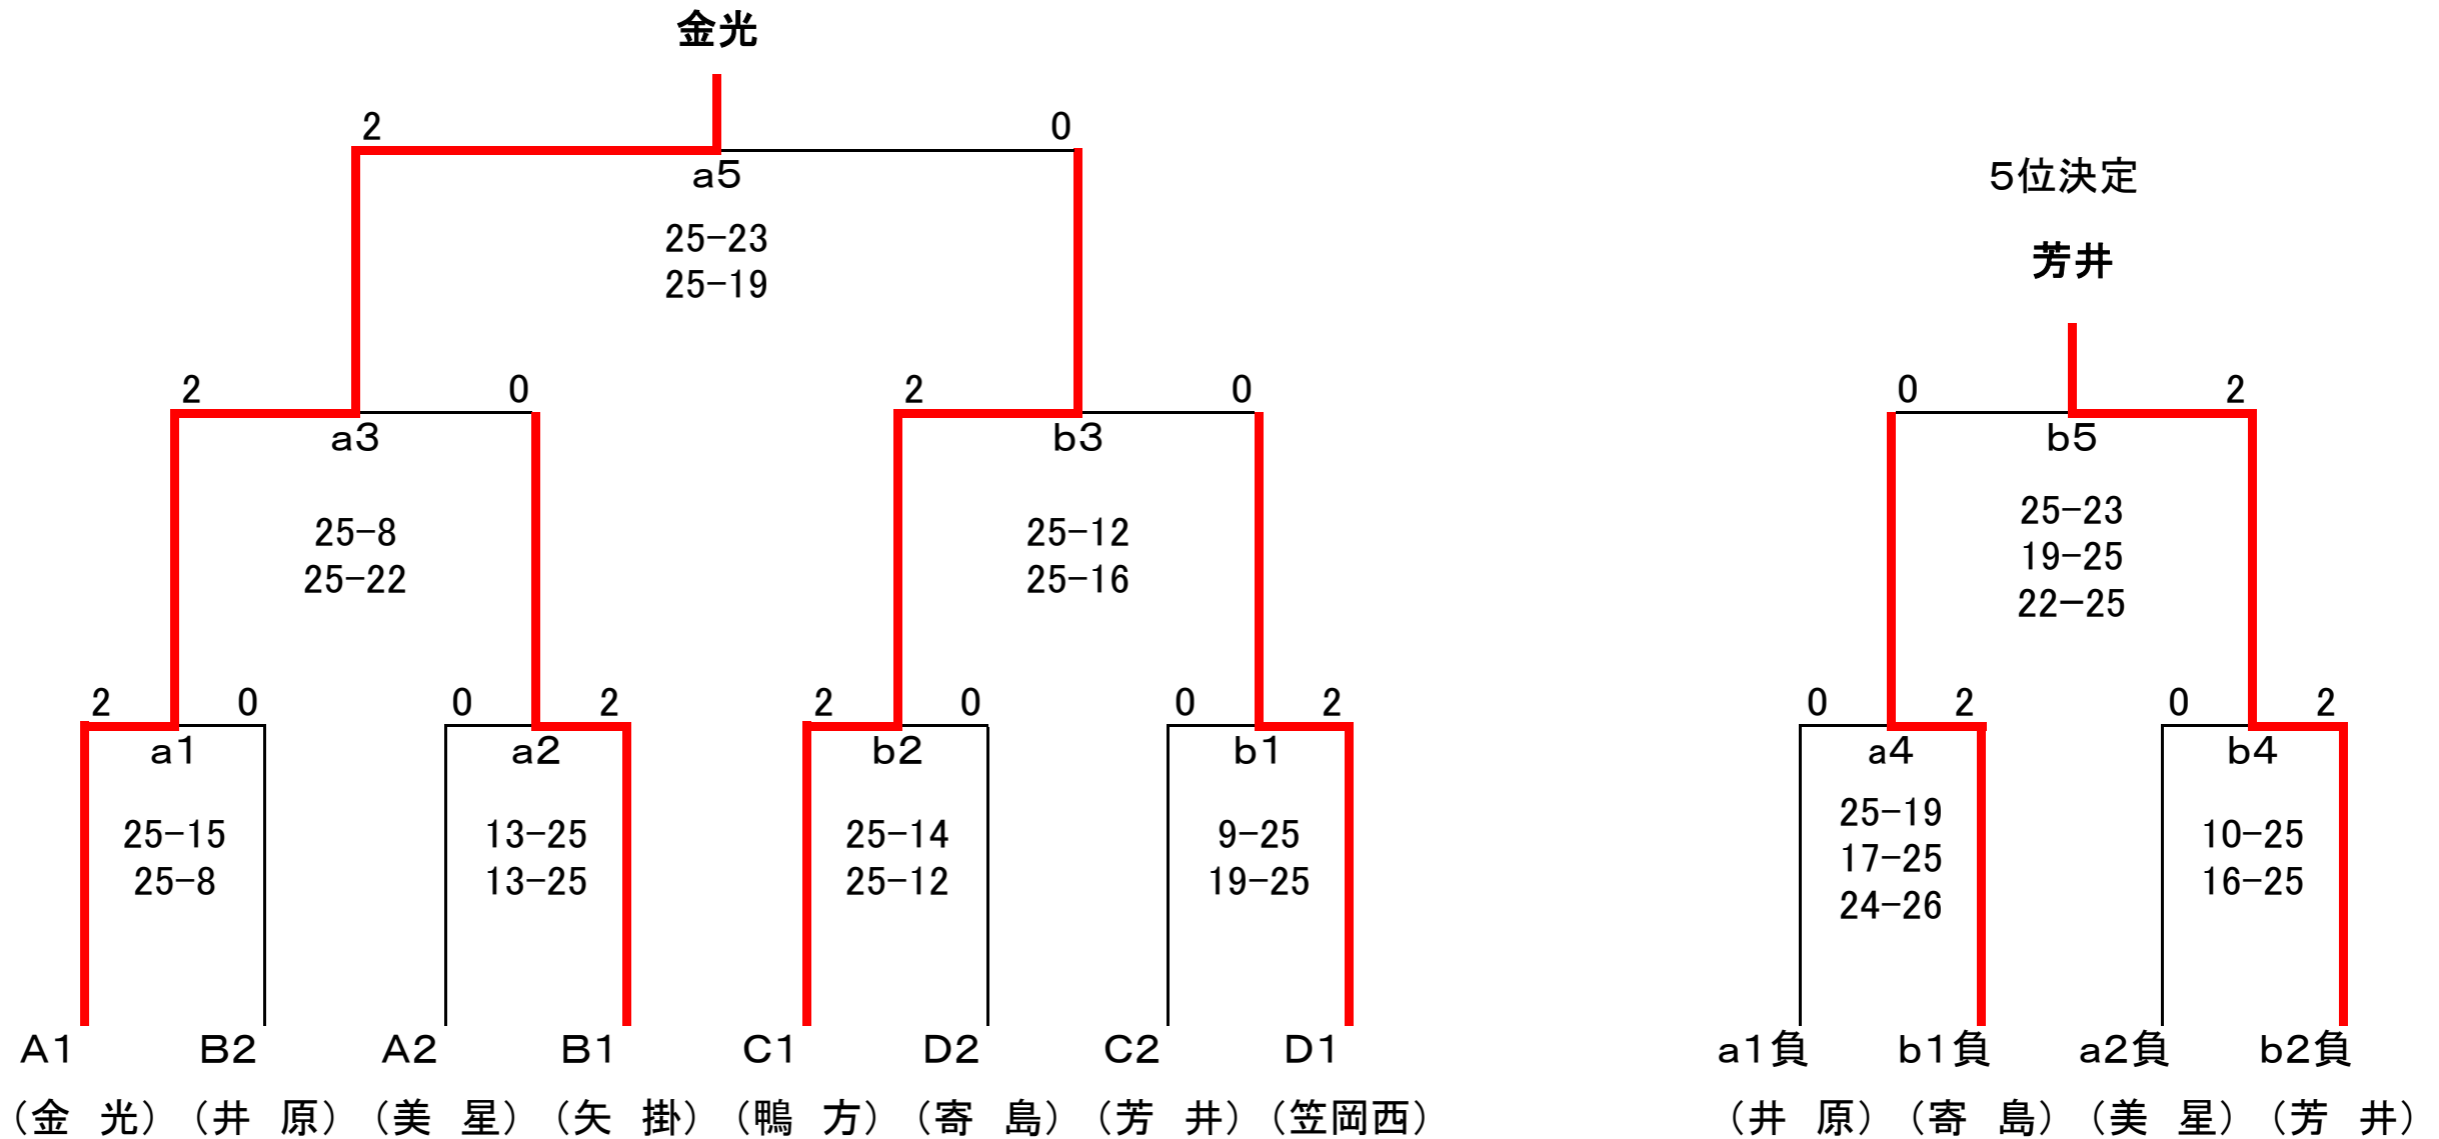 金光
2 0
a5
25-23
25-19
2 0 2 0
a3 b3
25-8 25-12
25-22 25-16
2 0 0 2 2 0 0 2
a1 a2 b2 b1
25-15 13-25 25-14 9-25
25-8 13-25 25-12 19-25
A1 B2 A2 B1 C1 D2 C2 D1
(金 光) (井 原) (美 星) (矢 掛) (鴨 方) (寄 島) (芳 井) (笠岡西)
5位決定
芳井
0 2
b5
25-23
19-25
22-25
0 2 0 2
a4 b4
25-19
17-25
24-26
10-25
16-25
a1負 b1負 a2負 b2負
(井 原) (寄 島) (美 星) (芳 井)